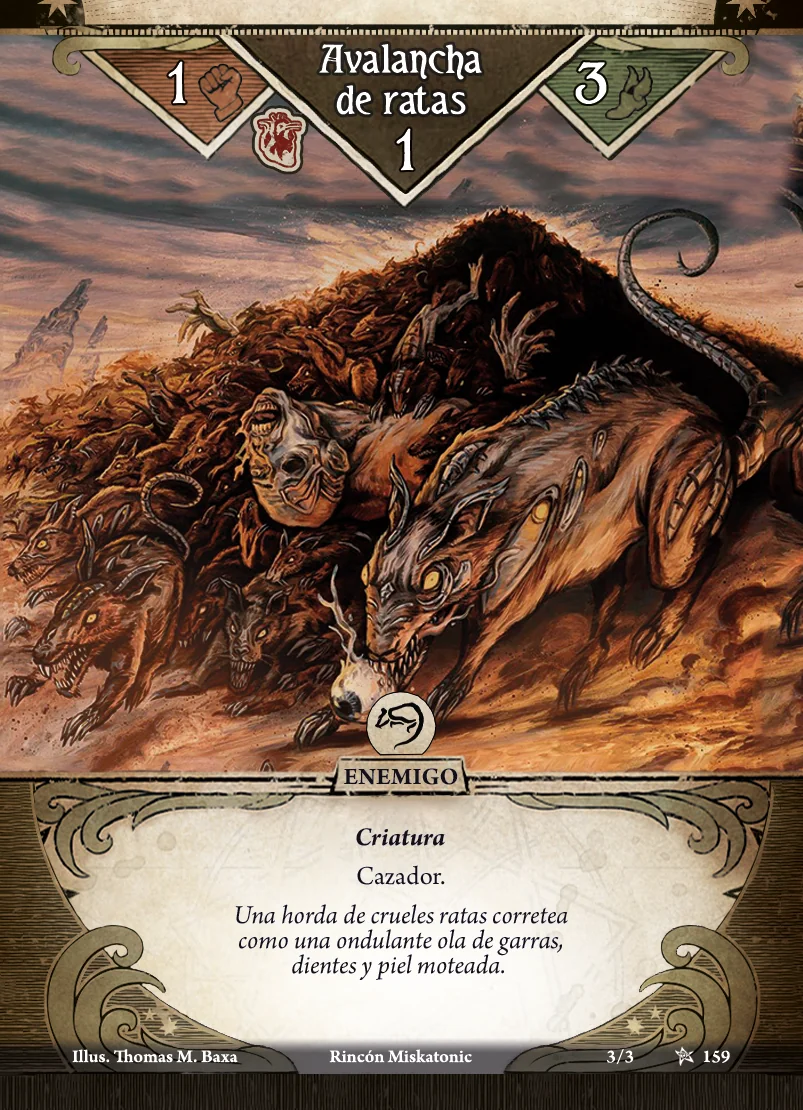 1
Avalancha
de ratas
1
3
ENEMIGO
Criatura
Cazador.
Una horda de crueles ratas corretea
como una ondulante ola de garras,
dientes y piel moteada.
Illus. Thomas M. Baxa Rincón Miskatonic 3/3 159